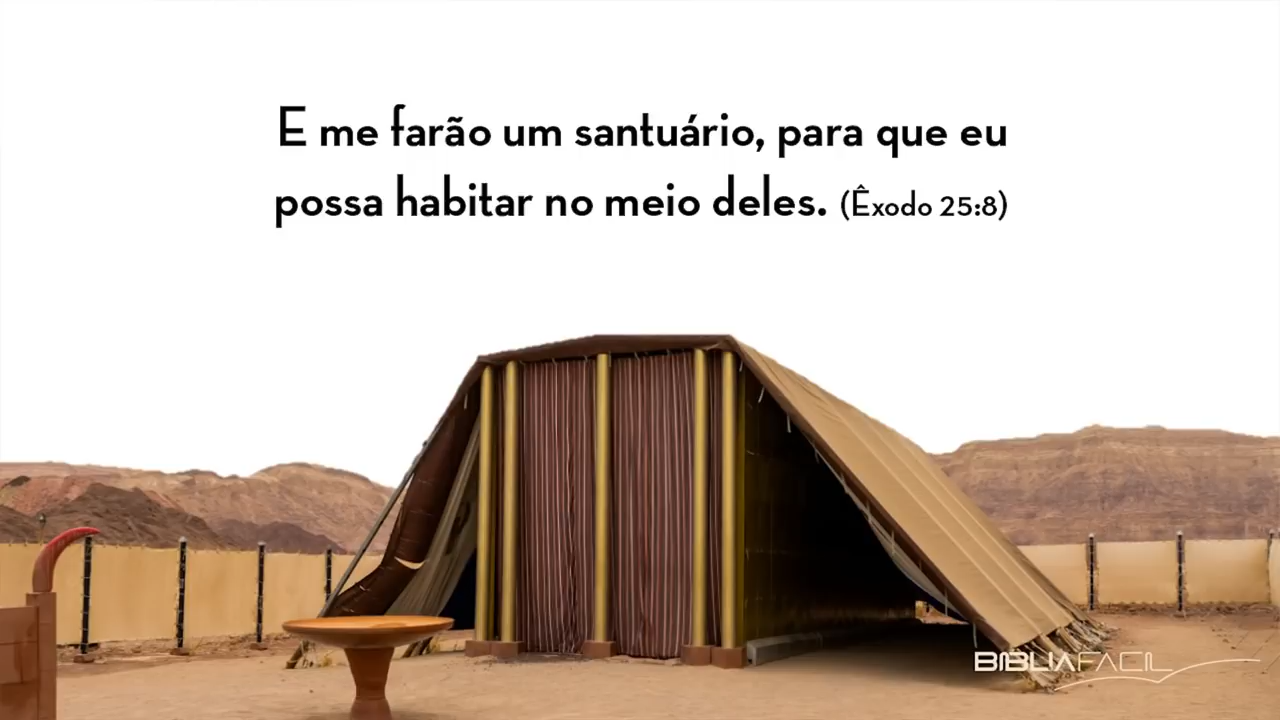 E me farão um santuário, para que eu
possa habitar no meio deles. (Êxodo 25:8)
BIBLIAFACIL